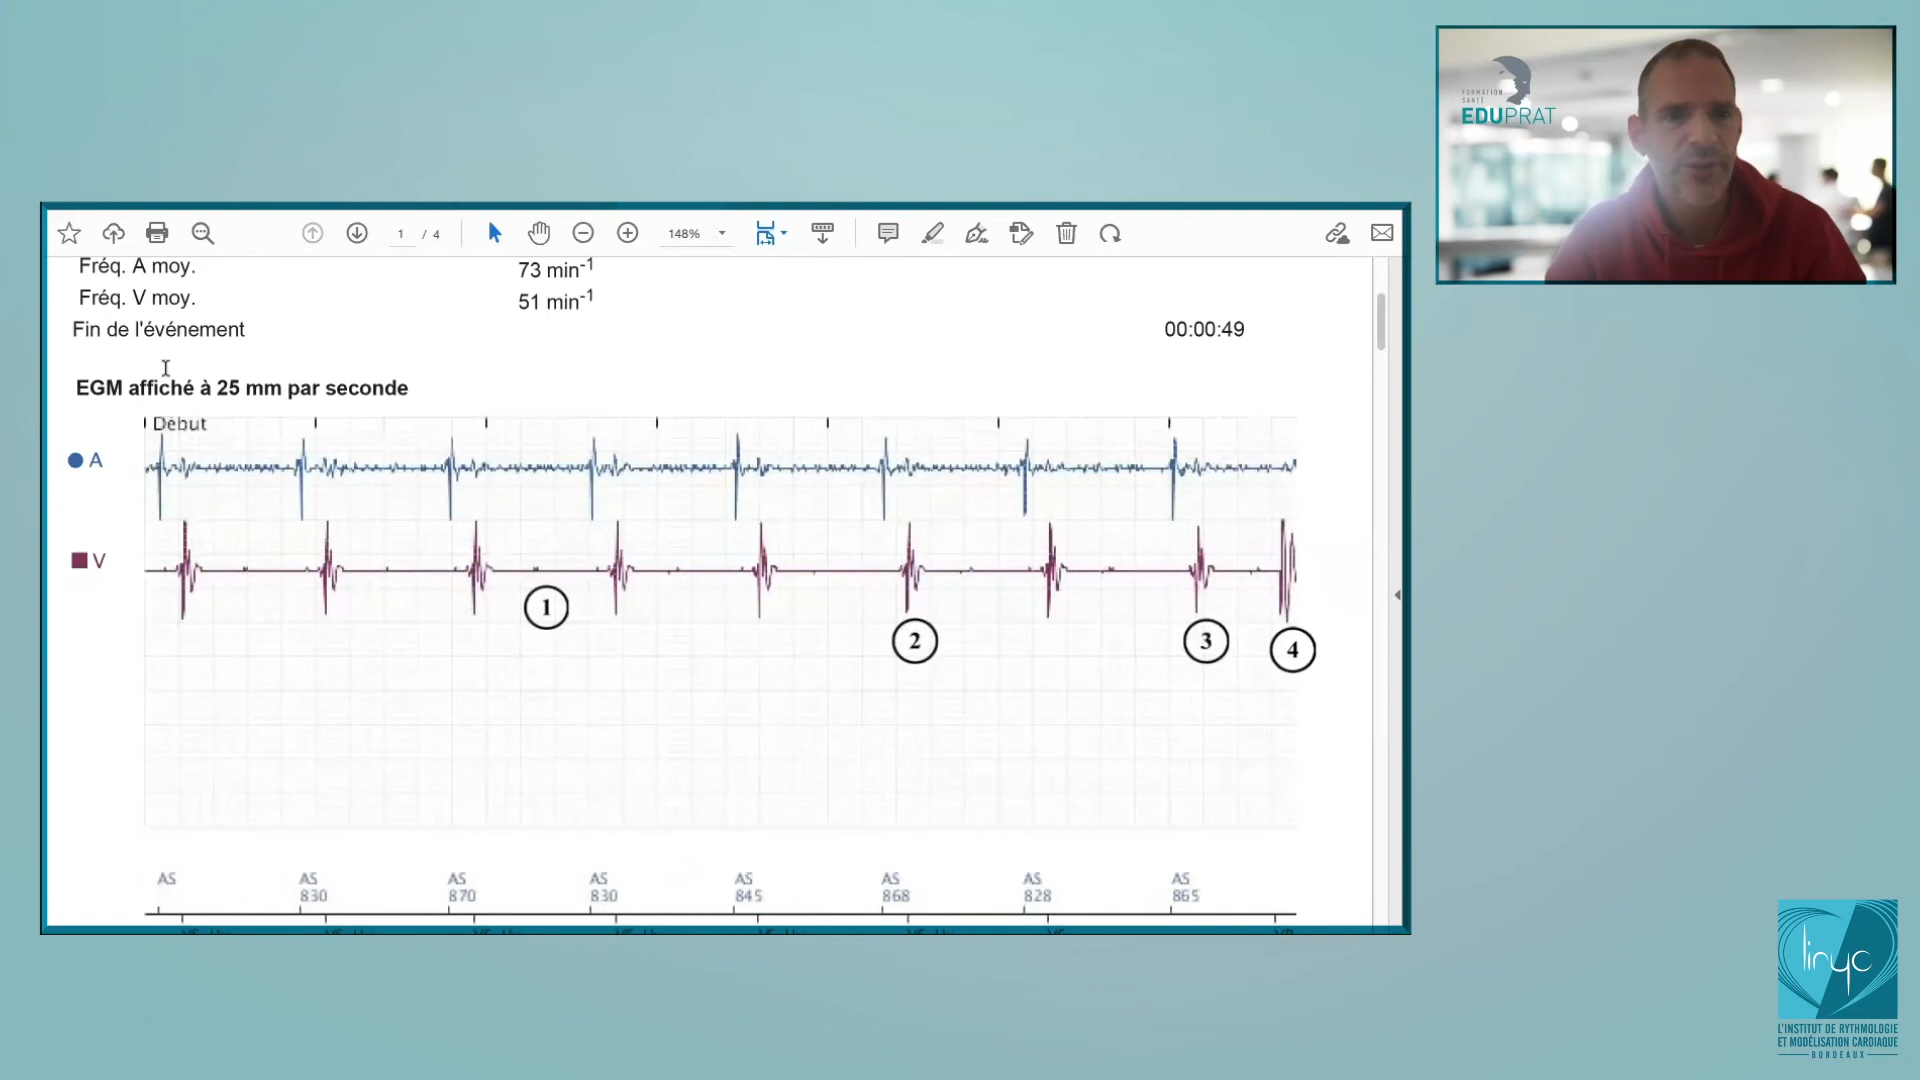 FORMATION
SANTÉ
EDUPRAT
1 / 4
148%
Fréq. A moy.
73 min-1
Fréq. V moy.
51 min-1
Fin de l'événement
00:00:49
EGM affiché à 25 mm par seconde
Début
A
V
1
2
3
4
AS AS AS AS AS AS AS AS
830 870 830 845 868 828 865
liryc
L'INSTITUT DE RYTHMOLOGIE
ET MODÉLISATION CARDIAQUE
BORDEAUX